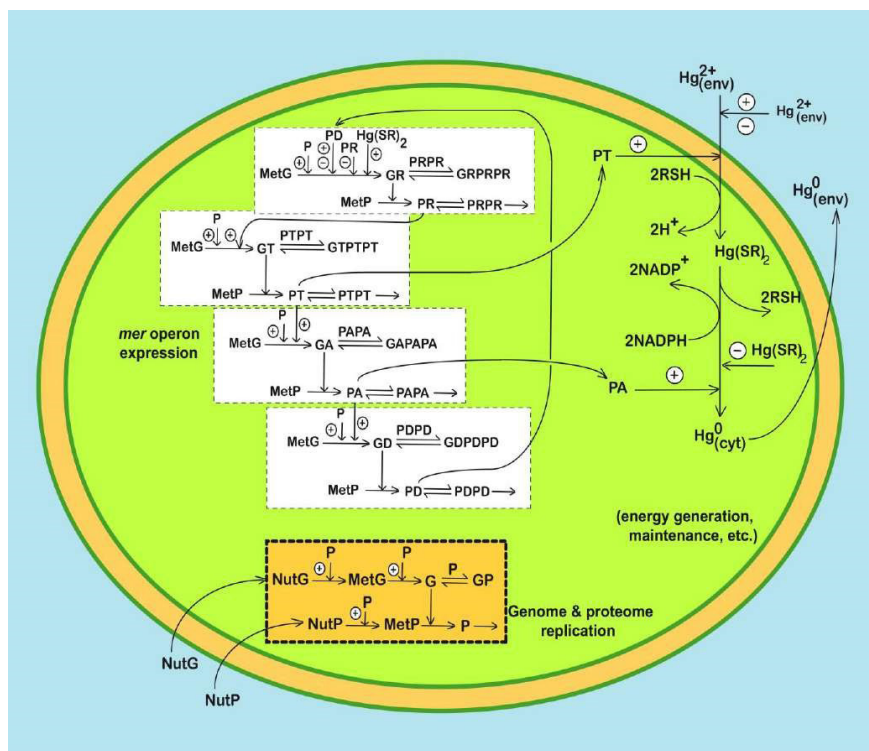 PD Hg(SR)2
P + PR
+ - - +
MetG GR PRPR GRPRPR
MetP PR PRPR
P
+ +
MetG GT PTPT GTPTPT
MetP PT PTPT
mer operon
expression
P
+ +
MetG GA PAPA GAPAPA
MetP PA PAPA
P
+ +
MetG GD PDPD GDPDPD
MetP PD PDPD
P P
+ +
NutG MetG G P GP
P
+
NutP MetP P
Genome & proteome
replication
NutG
NutP
Hg2+(env)
+
- Hg2+(env)
PT +
2RSH
2H+
Hg(SR)2
2NADP+
2RSH
2NADPH
- Hg(SR)2
PA +
Hg0(cyt)
Hg0(env)
(energy generation,
maintenance, etc.)